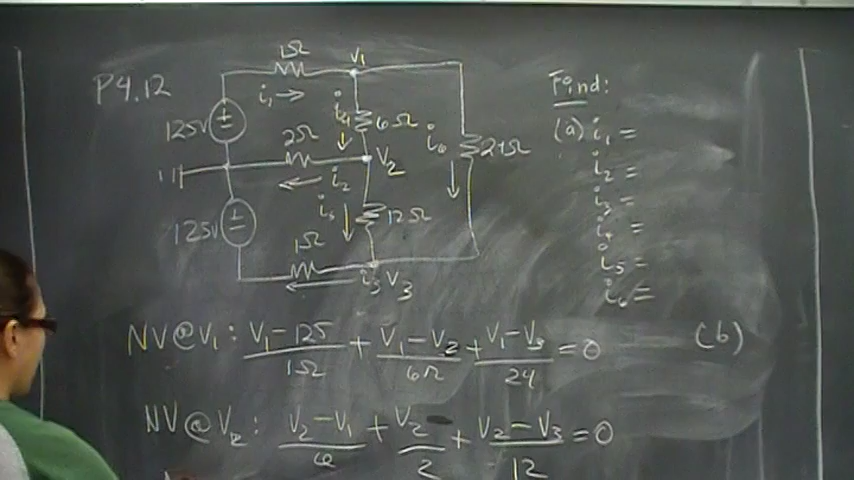 P4.12
1Ω
V1
i1 →
125V
i4
6Ω
2Ω
V2
i6
24Ω
i2
125V
i5
12Ω
1Ω
i3
V3
Find:
(a) i1 =
i2 =
i3 =
i4 =
i5 =
i6 =
(b)
NV@V1: V1-125/1Ω + V1-V2/6Ω + V1-V3/24 = 0
NV@V2: V2-V1/6 + V2/2 + V2-V3/12 = 0